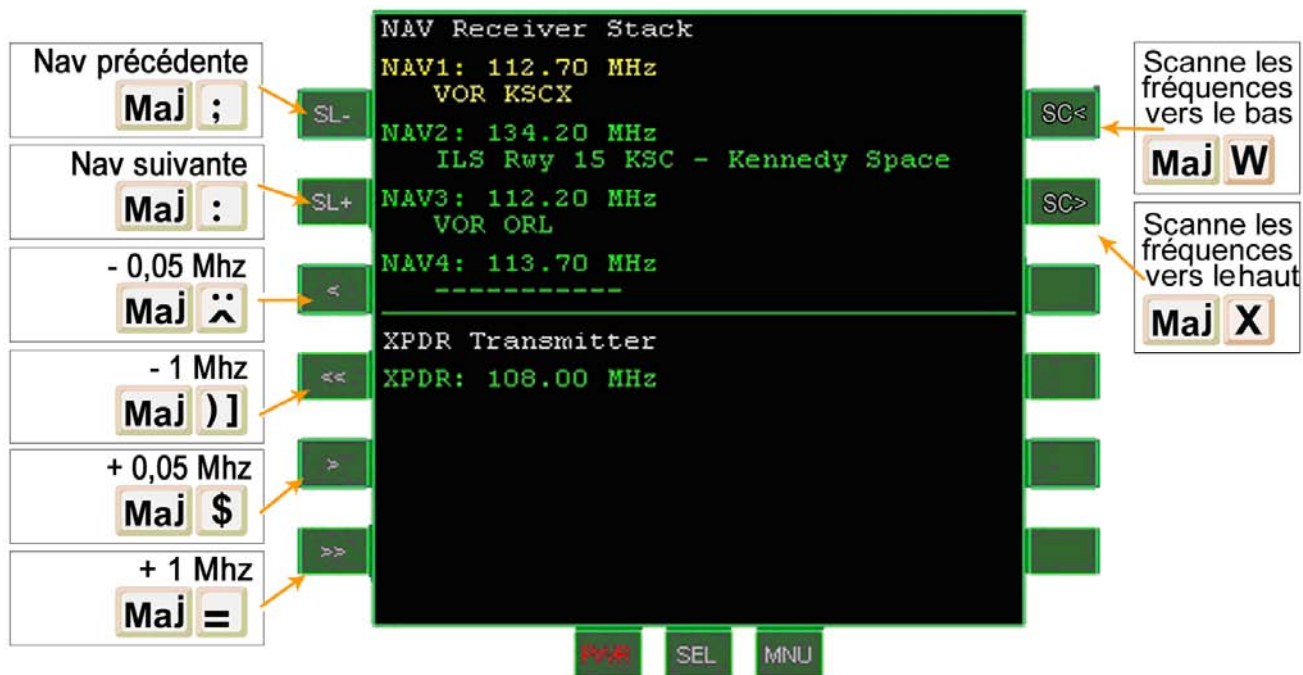 Nav précédente
Maj ;
Nav suivante
Maj :
- 0,05 Mhz
Maj ¨ ^
- 1 Mhz
Maj ) ]
+ 0,05 Mhz
Maj $
+ 1 Mhz
Maj =
SL-
SL+
<
<<
>
>>
NAV Receiver Stack
NAV1: 112.70 MHz
VOR KSCX
NAV2: 134.20 MHz
ILS Rwy 15 KSC - Kennedy Space
NAV3: 112.20 MHz
VOR ORL
NAV4: 113.70 MHz
-----------
XPDR Transmitter
XPDR: 108.00 MHz
PWR
SEL
MNU
SC<
SC>
Scanne les
fréquences
vers le bas
Maj W
Scanne les
fréquences
vers lehaut
Maj X